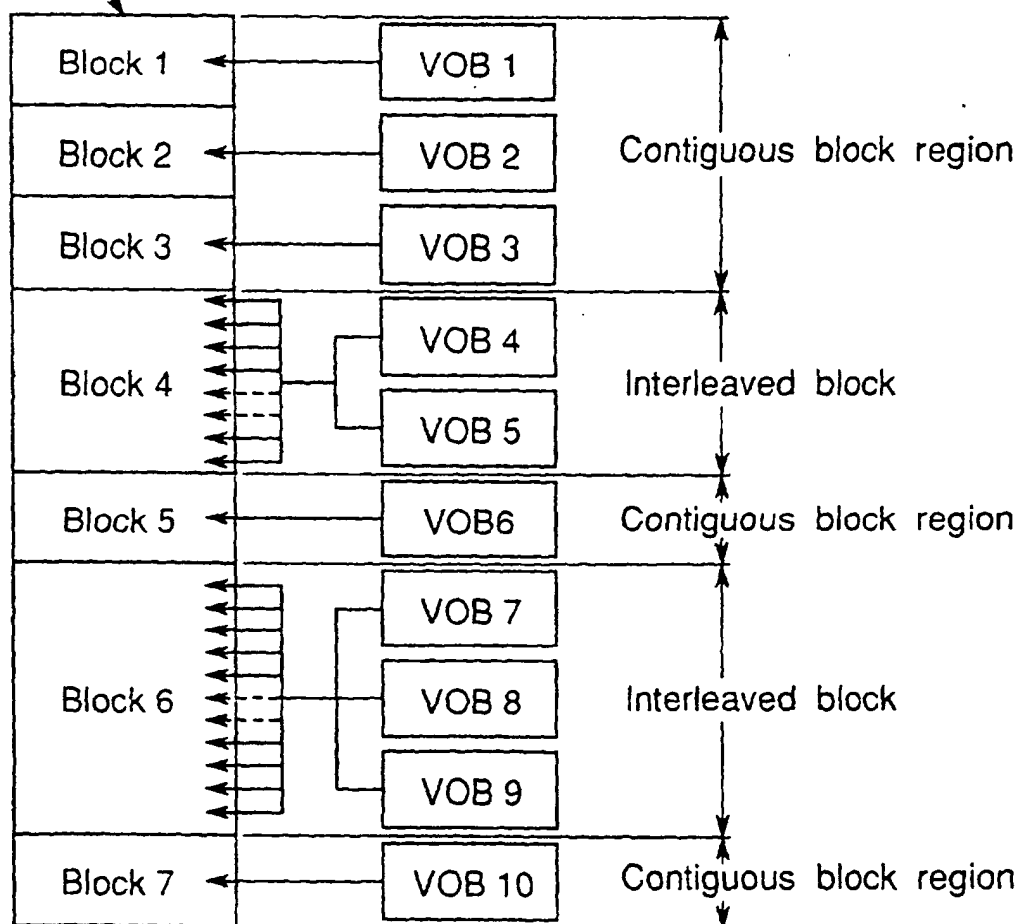 Block 1
VOB 1
Block 2
VOB 2
Contiguous block region
Block 3
VOB 3
Block 4
VOB 4
Interleaved block
VOB 5
Block 5
VOB6
Contiguous block region
VOB 7
Block 6
VOB 8
Interleaved block
VOB 9
Block 7
VOB 10
Contiguous block region